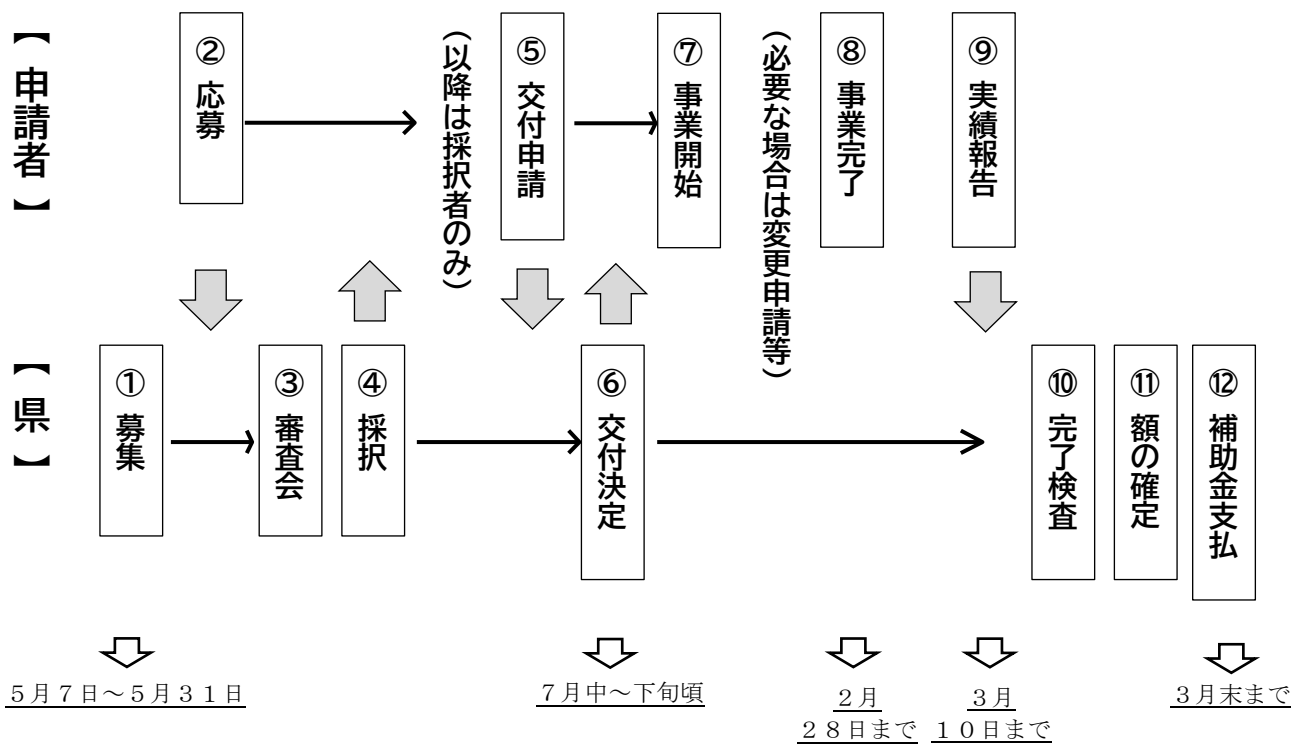 【申請者】
②応募
(以降は採択者のみ)
⑤交付申請
⑦事業開始
(必要な場合は変更申請等)
⑧事業完了
⑨実績報告
【県】
①募集
③審査会
④採択
⑥交付決定
⑩完了検査
⑪額の確定
⑫補助金支払
5月7日～5月31日
7月中～下旬頃
2月
28日まで
3月
10日まで
3月末まで